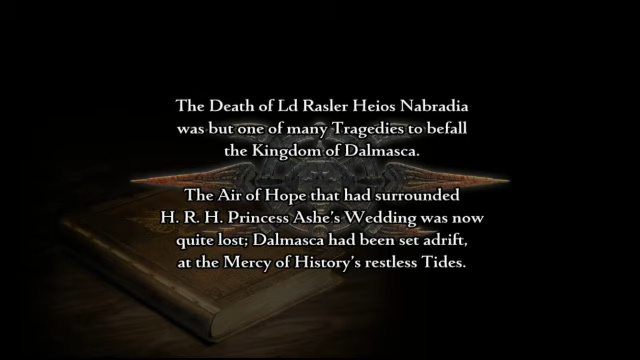 The Death of Ld Rasler Heios Nabradia
was but one of many Tragedies to befall
the Kingdom of Dalmasca.
The Air of Hope that had surrounded
H. R. H. Princess Ashe's Wedding was now
quite lost; Dalmasca had been set adrift,
at the Mercy of History's restless Tides.